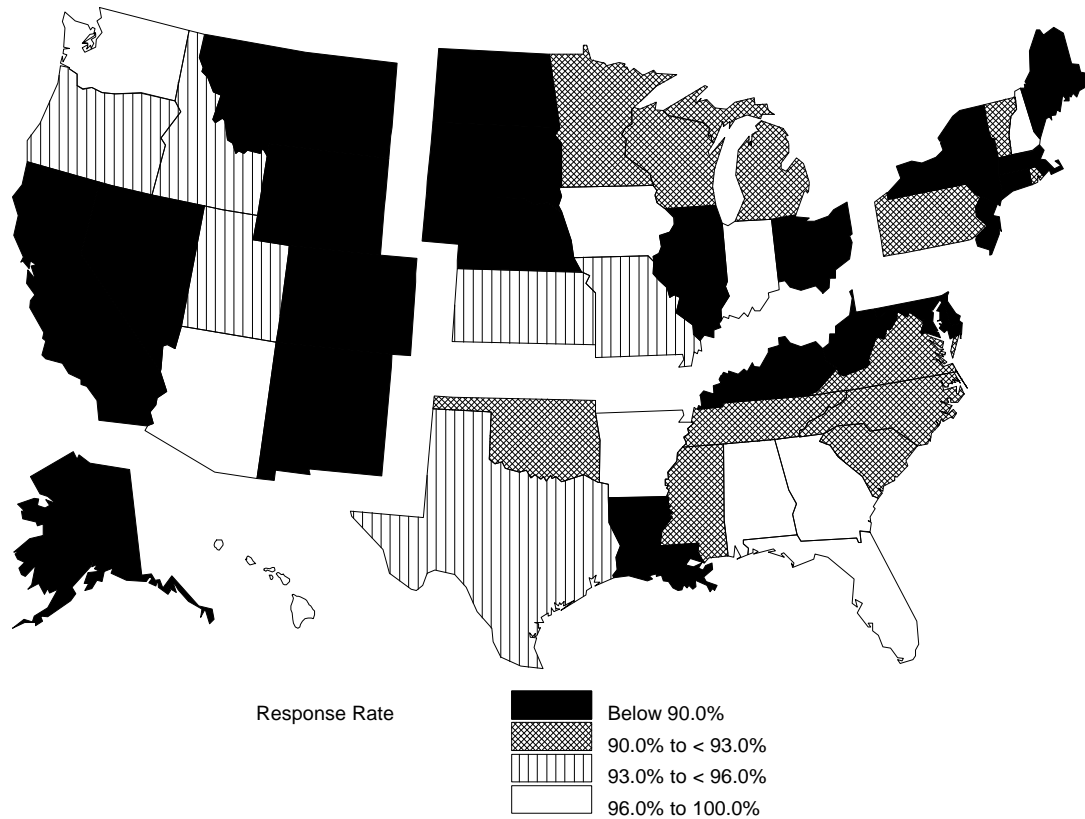 Response Rate
Below 90.0%
90.0% to < 93.0%
93.0% to < 96.0%
96.0% to 100.0%